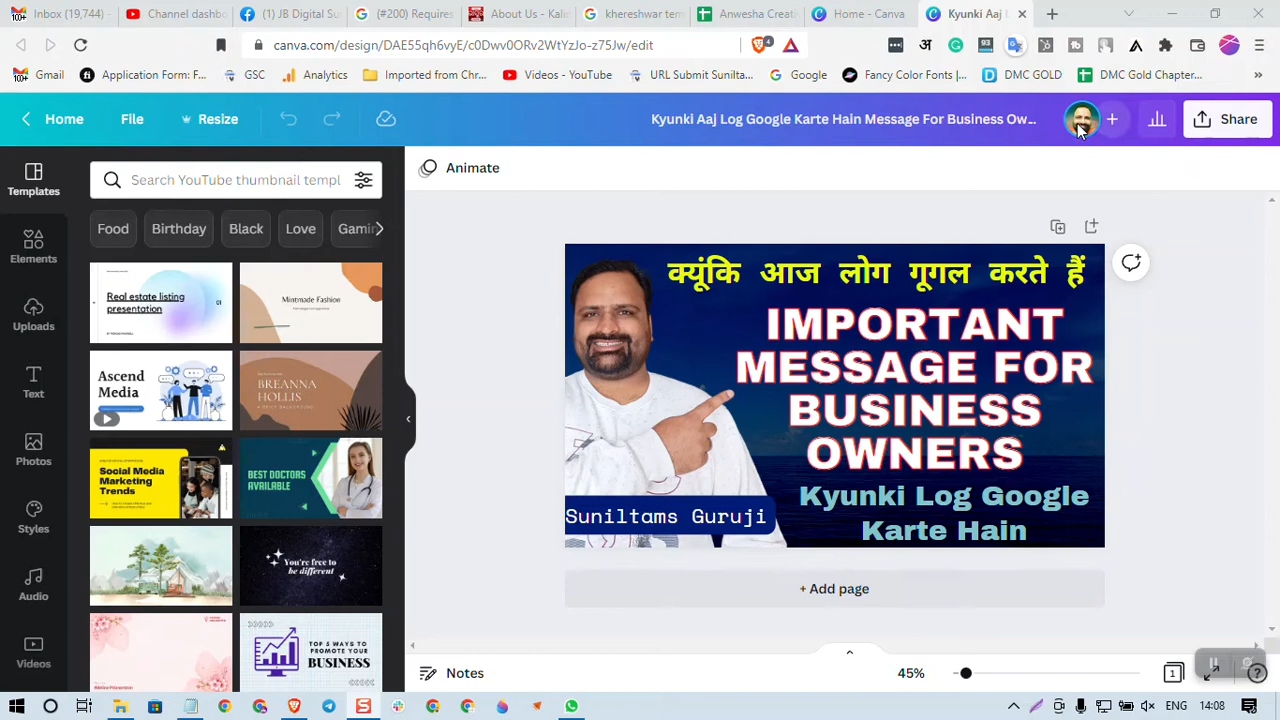 Inbox (19,744) -
Channel dashbo
(1) JB Digital Su
(#200) Requires
About Us - Kale
khereshwar tem
Anwesha Creatio
Home - Canva
Kyunki Aaj L
canva.com/design/DAE55qh6vyE/c0Dwv0ORv2WtYzJo-z75Jw/edit
Gmail
Application Form: F...
GSC
Analytics
Imported from Chr...
Videos - YouTube
URL Submit Sunilta...
Google
Fancy Color Fonts |...
DMC GOLD
DMC Gold Chapter...
Home
File
Resize
Kyunki Aaj Log Google Karte Hain Message For Business Ow...
Share
Templates
Elements
Uploads
Text
Photos
Styles
Audio
Videos
Search YouTube thumbnail templ
Food
Birthday
Black
Love
Gamin
Real estate listing
presentation
Mintmade Fashion
Ascend
Media
BREANNA
HOLLIS
Social Media
Marketing
Trends
BEST DOCTORS
AVAILABLE
You're free to
be different
TOP 5 WAYS TO
PROMOTE YOUR
BUSINESS
Animate
क्यूंकि आज लोग गूगल करते हैं
IMPORTANT
MESSAGE FOR
BUSINESS
OWNERS
Kyunki Log Google
Karte Hain
Suniltams Guruji
+ Add page
Notes
45%
1
ENG
14:08